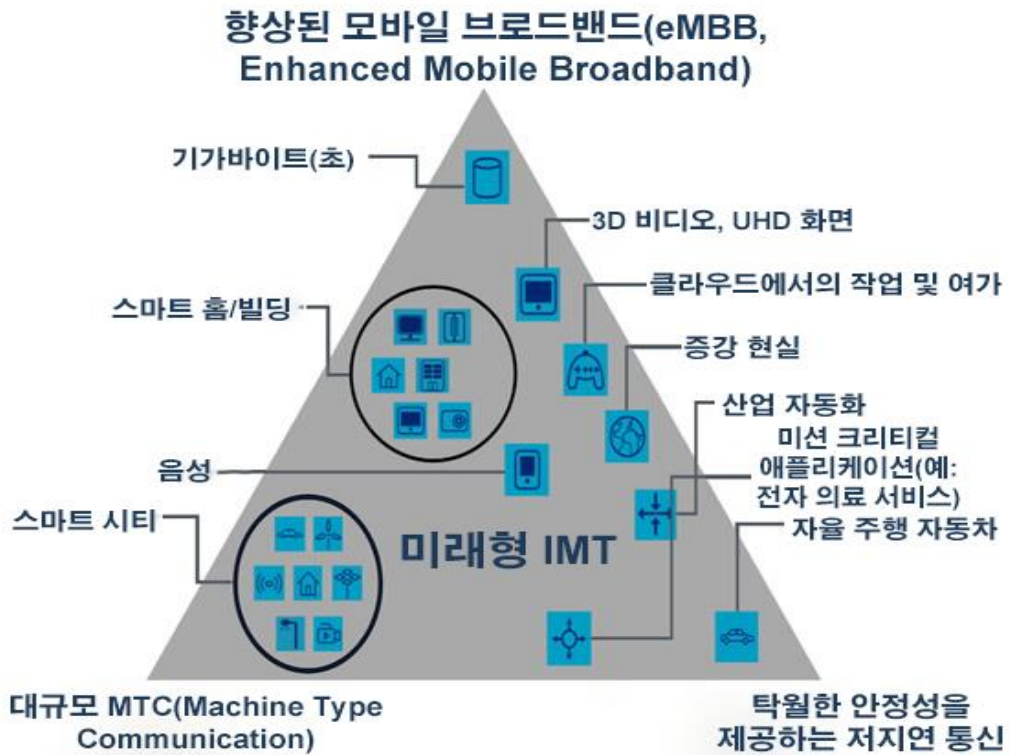 향상된 모바일 브로드밴드(eMBB,
Enhanced Mobile Broadband)
기가바이트(초)
3D 비디오, UHD 화면
클라우드에서의 작업 및 여가
스마트 홈/빌딩
증강 현실
산업 자동화
미션 크리티컬
애플리케이션(예:
전자 의료 서비스)
음성
스마트 시티
자율 주행 자동차
미래형 IMT
대규모 MTC(Machine Type
Communication)
탁월한 안정성을
제공하는 저지연 통신